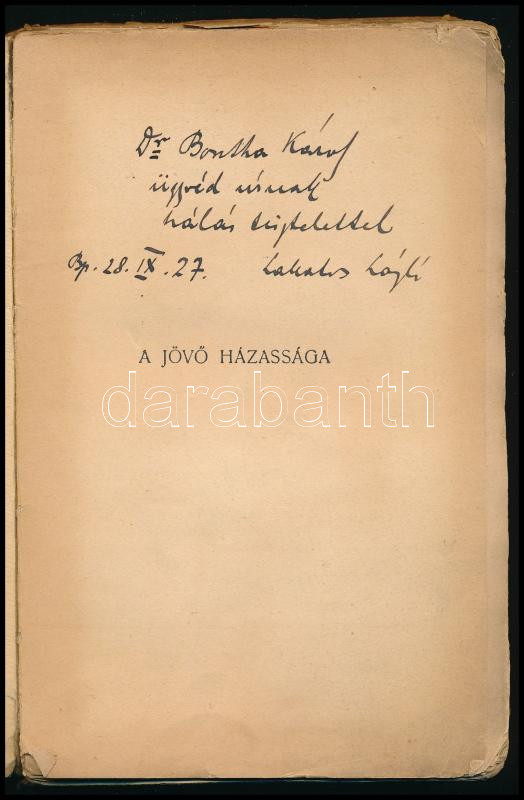 Dr Bontha Károly
ügyvéd úrnak
hálás tisztelettel
Bp. 28. IX. 27. Lakatos László
A JÖVŐ HÁZASSÁGA
darabanth